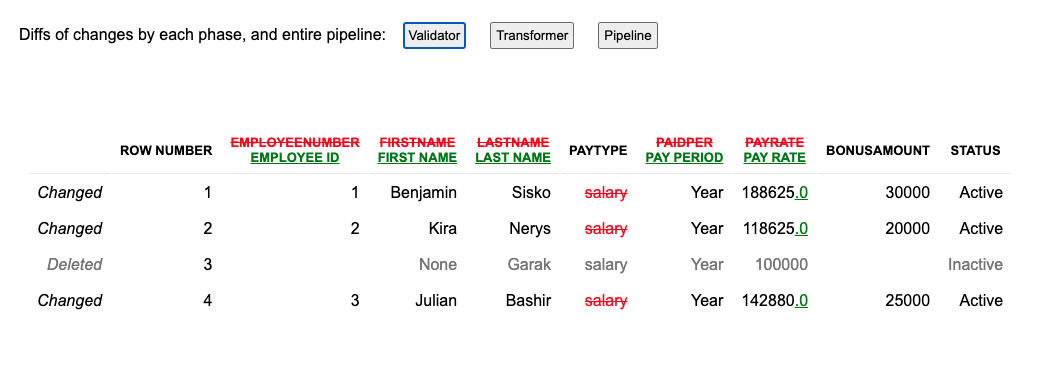 Diffs of changes by each phase, and entire pipeline: Validator Transformer Pipeline
ROW NUMBER EMPLOYEENUMBER EMPLOYEE ID FIRSTNAME FIRST NAME LASTNAME LAST NAME PAYTYPE PAIDPER PAY PERIOD PAYRATE PAY RATE BONUSAMOUNT STATUS
Changed 1 1 Benjamin Sisko salary Year 188625.0 30000 Active
Changed 2 2 Kira Nerys salary Year 118625.0 20000 Active
Deleted 3 None Garak salary Year 100000 Inactive
Changed 4 3 Julian Bashir salary Year 142880.0 25000 Active